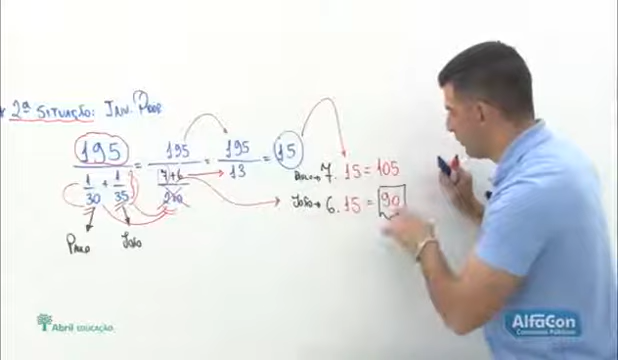 2ª SITUAÇÃO: INV. PROP
195 / (1/30 + 1/35) = 195 / (7+6 / 210) = 195 / 13 = 15
PAULO → 7 . 15 = 105
JOÃO → 6 . 15 = 90
PAULO JOÃO
Abril EDUCAÇÃO
AlfaCon
Concursos Públicos